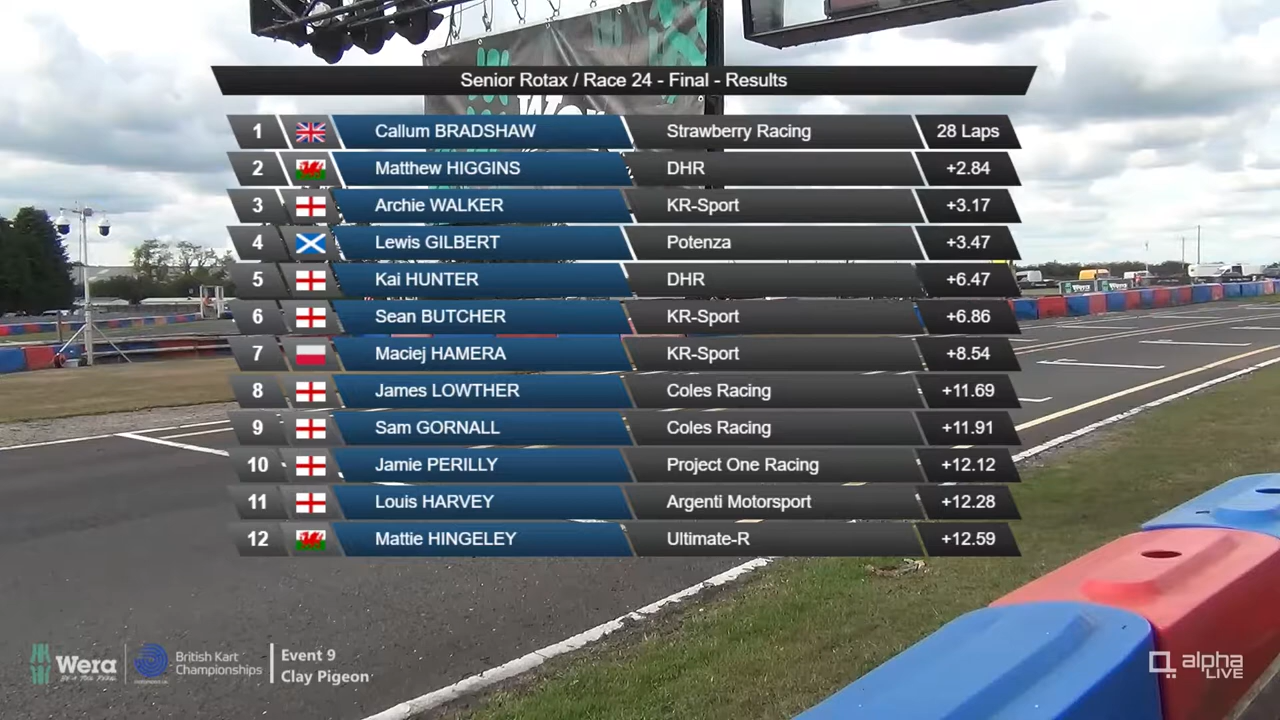 Senior Rotax / Race 24 - Final - Results
1 Callum BRADSHAW Strawberry Racing 28 Laps
2 Matthew HIGGINS DHR +2.84
3 Archie WALKER KR-Sport +3.17
4 Lewis GILBERT Potenza +3.47
5 Kai HUNTER DHR +6.47
6 Sean BUTCHER KR-Sport +6.86
7 Maciej HAMERA KR-Sport +8.54
8 James LOWTHER Coles Racing +11.69
9 Sam GORNALL Coles Racing +11.91
10 Jamie PERILLY Project One Racing +12.12
11 Louis HARVEY Argenti Motorsport +12.28
12 Mattie HINGELEY Ultimate-R +12.59
Wera
British Kart
Championships
Event 9
Clay Pigeon
alpha
LIVE